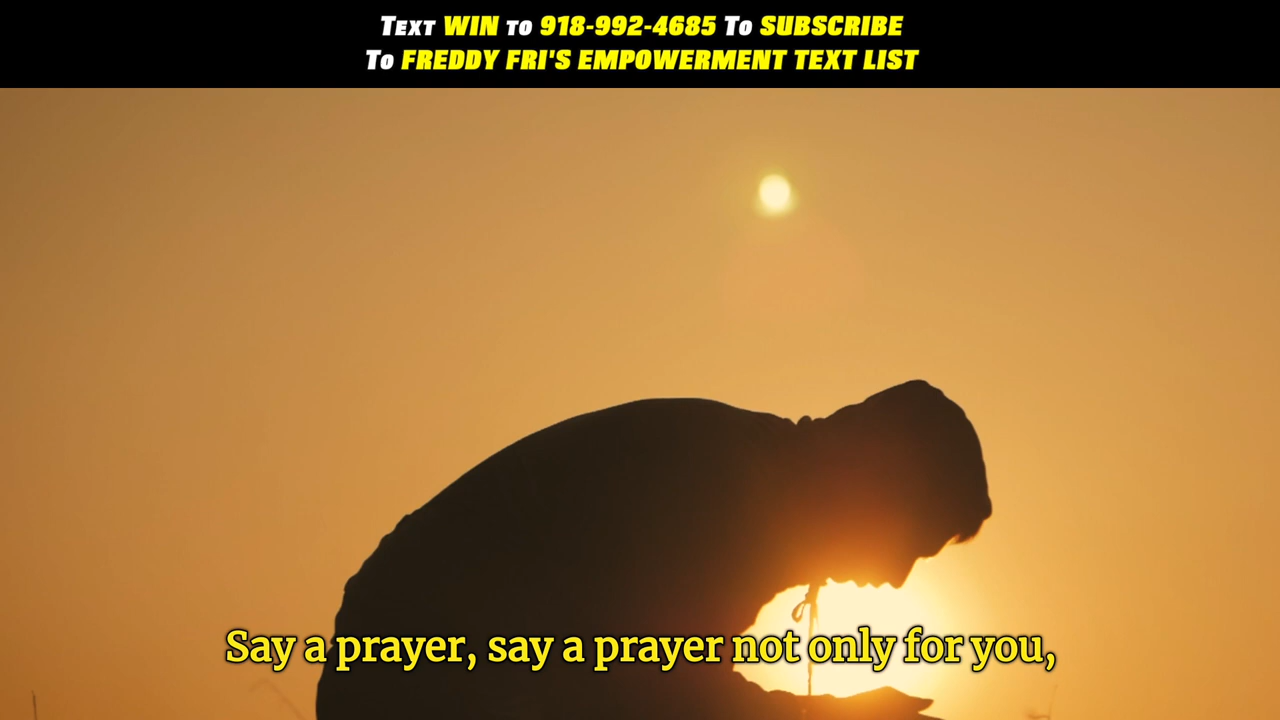 Text WIN to 918-992-4685 To SUBSCRIBE
To FREDDY FRI'S EMPOWERMENT TEXT LIST
Say a prayer, say a prayer not only for you,